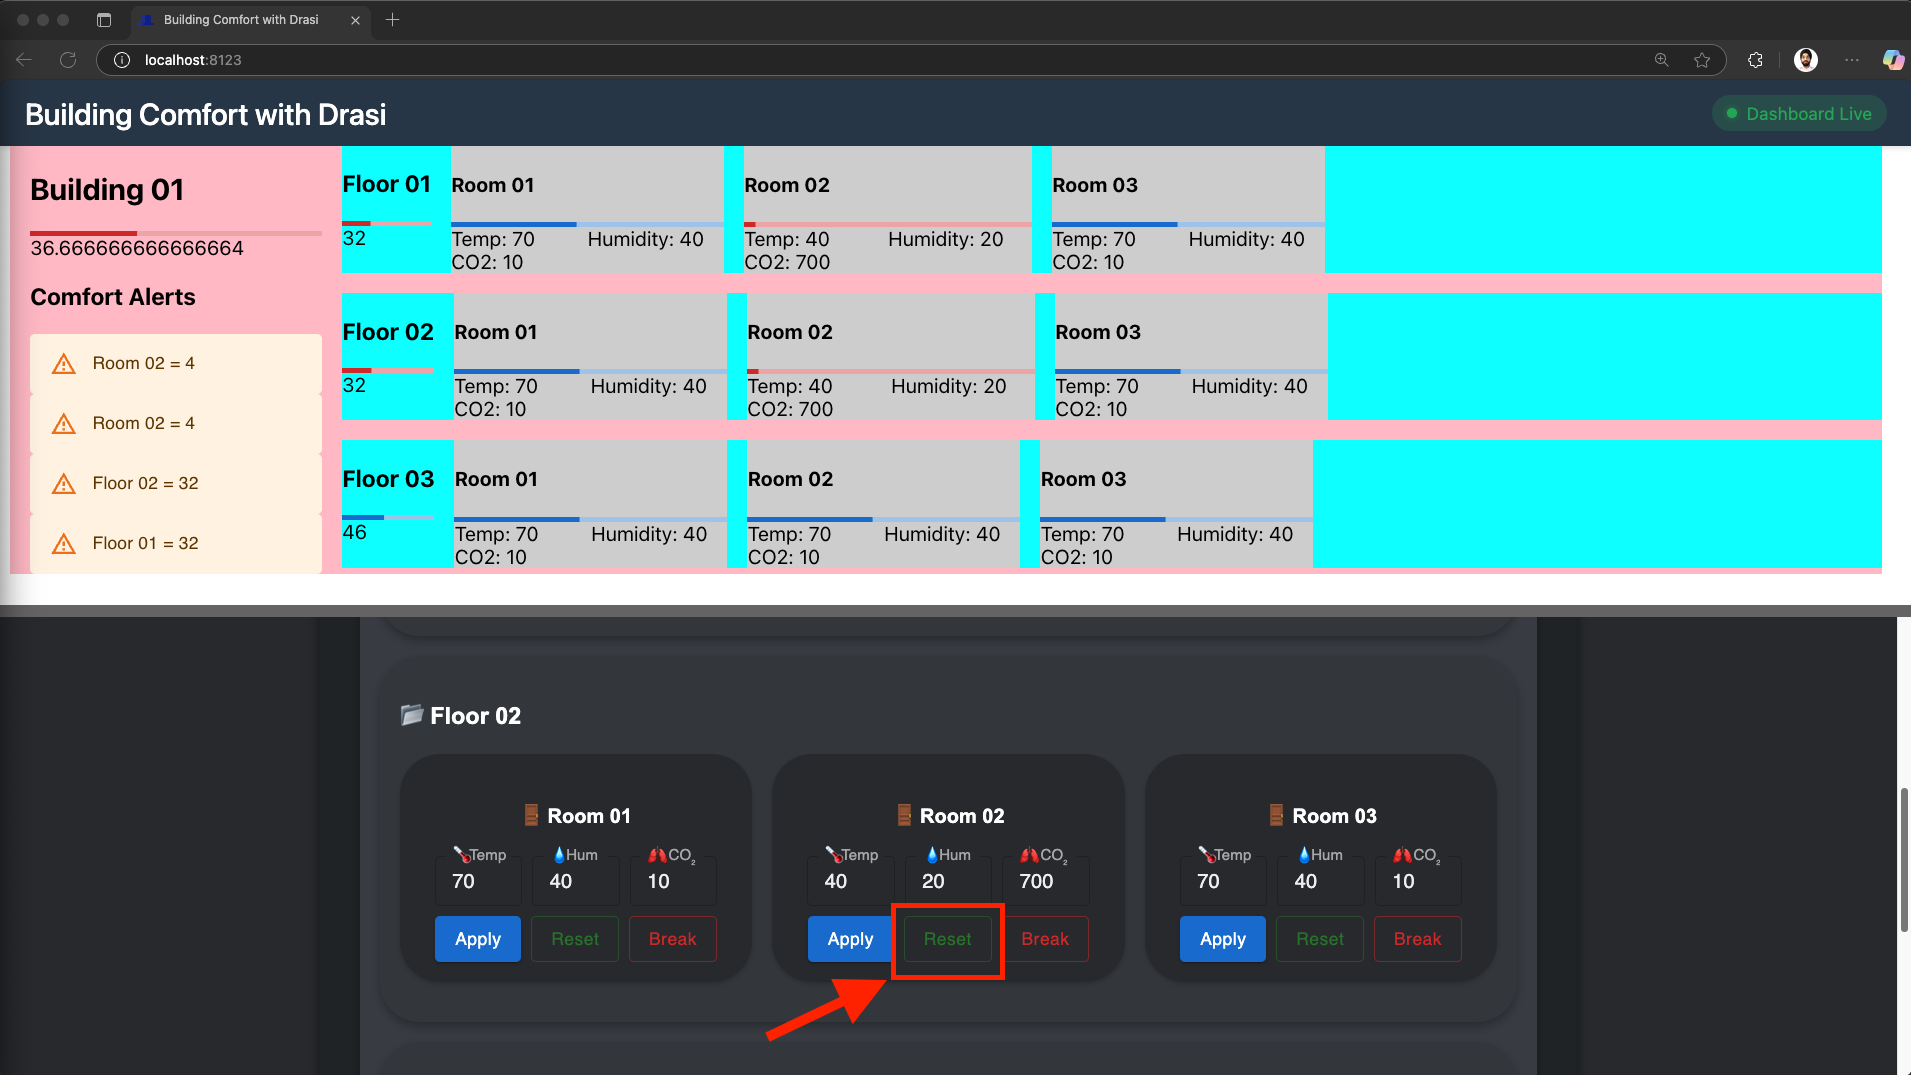 Building Comfort with Drasi
localhost:8123
Building Comfort with Drasi
Dashboard Live
Building 01
36.666666666666664
Comfort Alerts
Room 02 = 4
Room 02 = 4
Floor 02 = 32
Floor 01 = 32
Floor 01
32
Room 01
Temp: 70 Humidity: 40
CO2: 10
Room 02
Temp: 40 Humidity: 20
CO2: 700
Room 03
Temp: 70 Humidity: 40
CO2: 10
Floor 02
32
Room 01
Temp: 70 Humidity: 40
CO2: 10
Room 02
Temp: 40 Humidity: 20
CO2: 700
Room 03
Temp: 70 Humidity: 40
CO2: 10
Floor 03
46
Room 01
Temp: 70 Humidity: 40
CO2: 10
Room 02
Temp: 70 Humidity: 40
CO2: 10
Room 03
Temp: 70 Humidity: 40
CO2: 10
Floor 02
Room 01
Temp Hum CO₂
70 40 10
Apply Reset Break
Room 02
Temp Hum CO₂
40 20 700
Apply Reset Break
Room 03
Temp Hum CO₂
70 40 10
Apply Reset Break